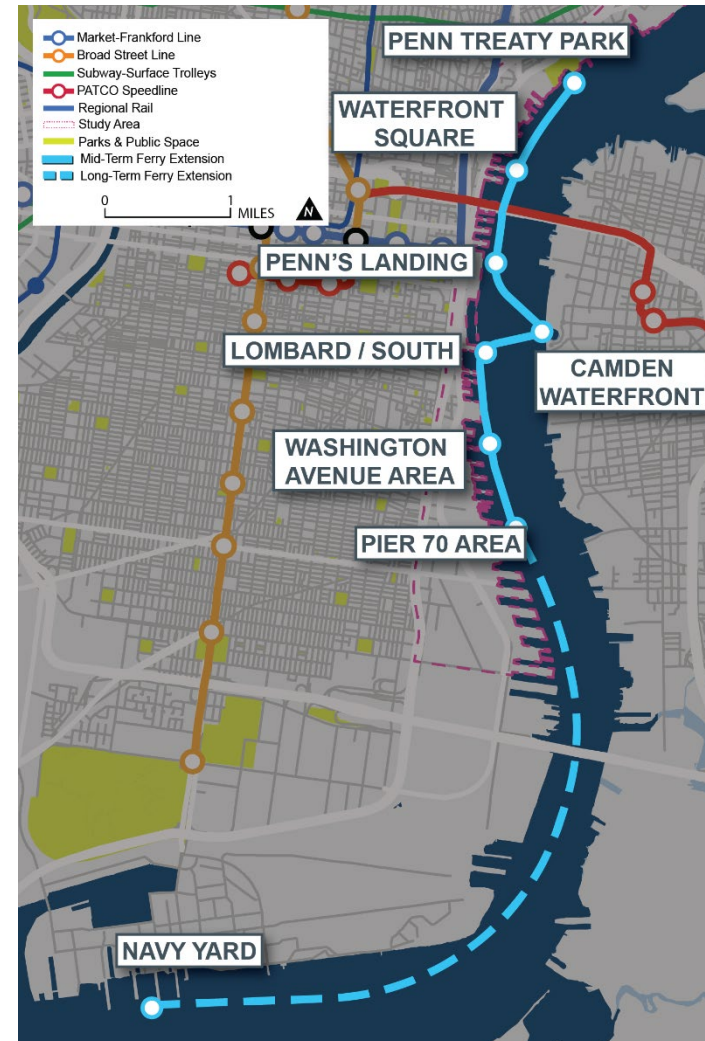 Market-Frankford Line
Broad Street Line
Subway-Surface Trolleys
PATCO Speedline
Regional Rail
Study Area
Parks & Public Space
Mid-Term Ferry Extension
Long-Term Ferry Extension
0 1
MILES N
PENN TREATY PARK
WATERFRONT
SQUARE
PENN'S LANDING
LOMBARD / SOUTH
CAMDEN
WATERFRONT
WASHINGTON
AVENUE AREA
PIER 70 AREA
NAVY YARD